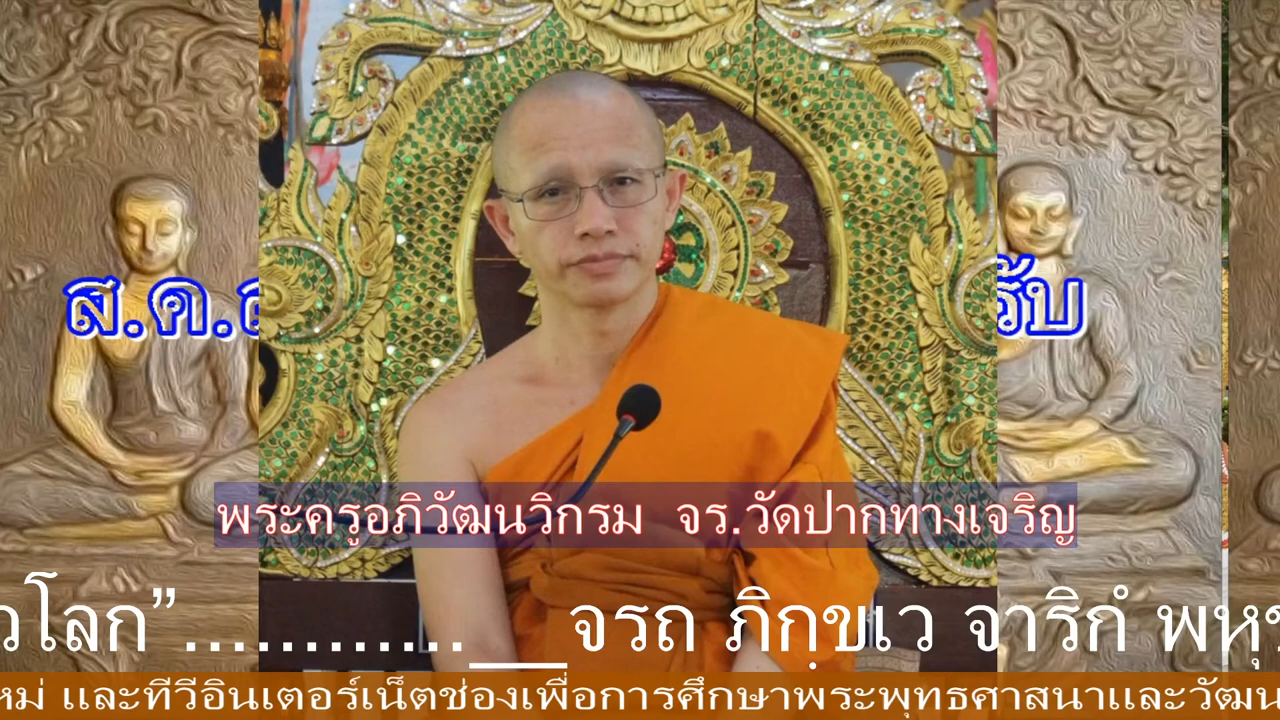 ส.ค.
รับ
พระครูอภิวัฒนวิกรม จร.วัดปากทางเจริญ
วโลก”............__จรถ ภิกฺขเว จาริกํ พหุช
หม่ และทีวีอินเตอร์เน็ตช่องเพื่อการศึกษาพระพุทธศาสนาและวัฒน